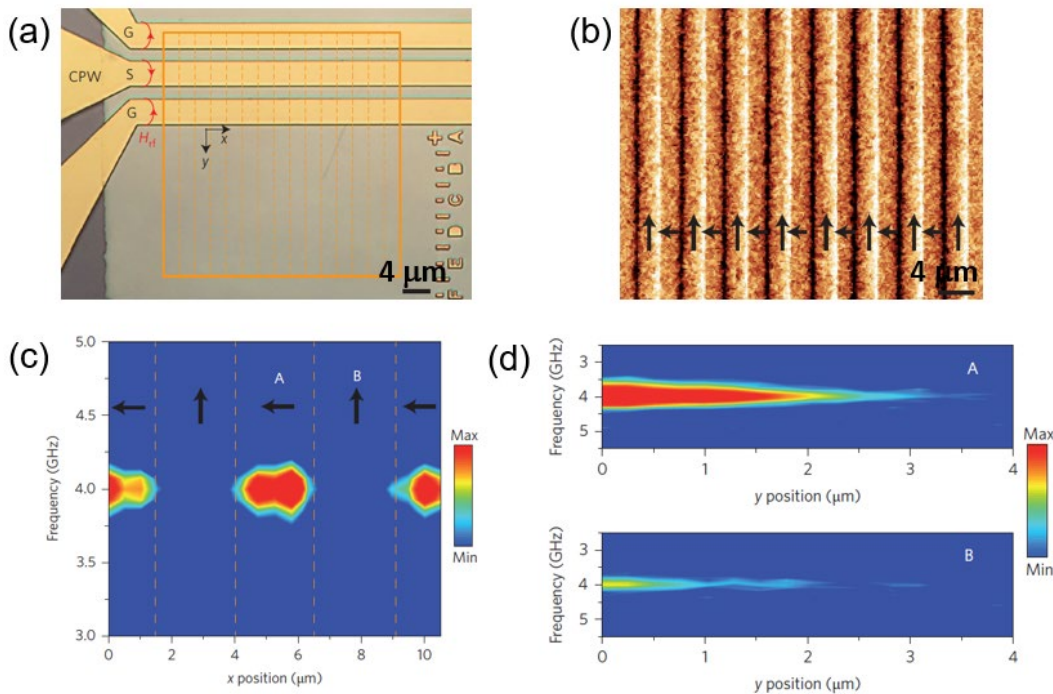 (a)
G
CPW
S
G
Hrf
x
y
4 μm
+
F E D C B A
(b)
4 μm
(c)
5.0
4.5
4.0
3.5
3.0
Frequency (GHz)
A
B
0
2
4
6
8
10
x position (μm)
Max
Min
(d)
A
3
4
5
Frequency (GHz)
0
1
2
3
4
y position (μm)
B
3
4
5
Frequency (GHz)
0
1
2
3
4
y position (μm)
Max
Min